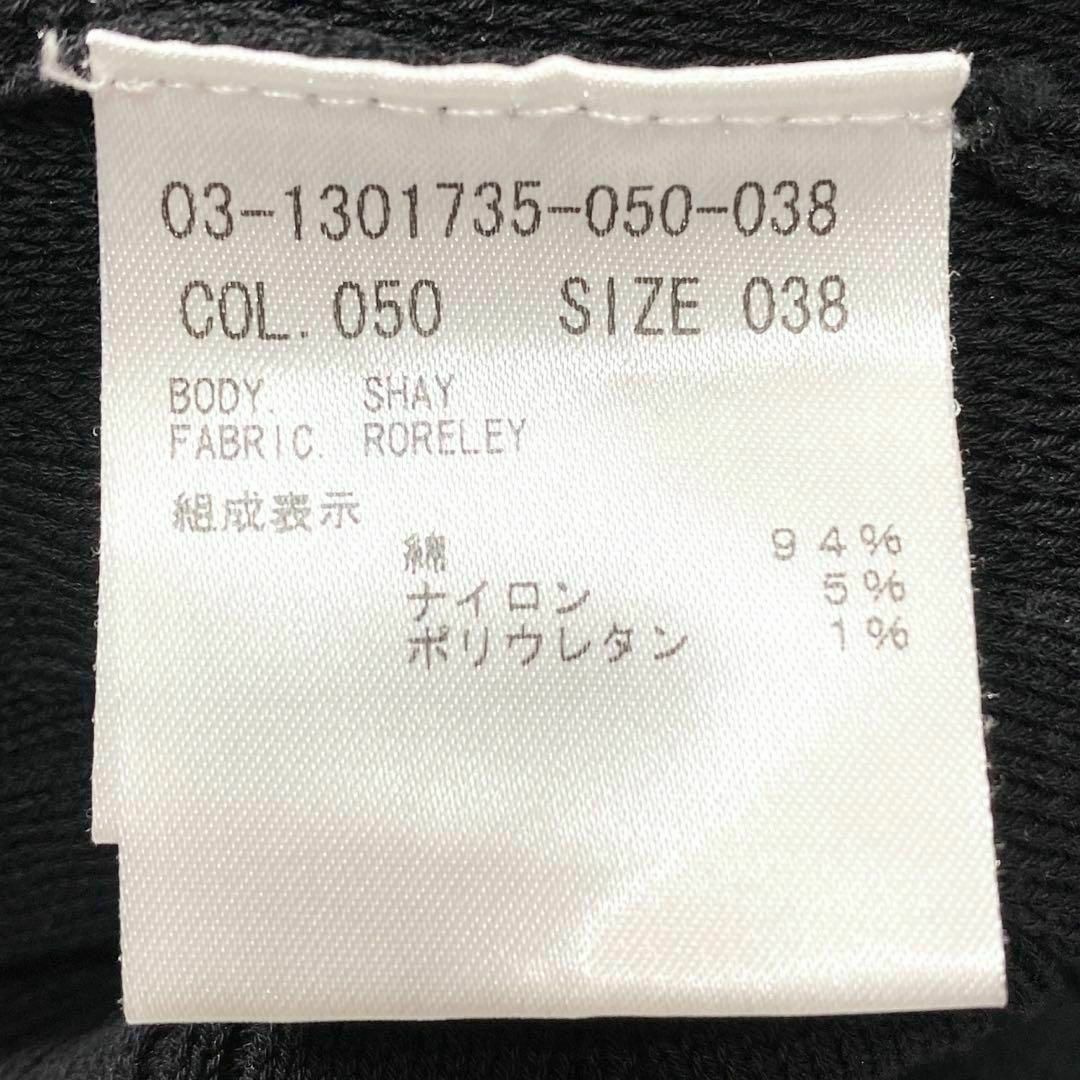 03-1301735-050-038
COL. 050 SIZE 038
BODY. SHAY
FABRIC. RORELEY
組成表示
綿 94%
ナイロン 5%
ポリウレタン 1%